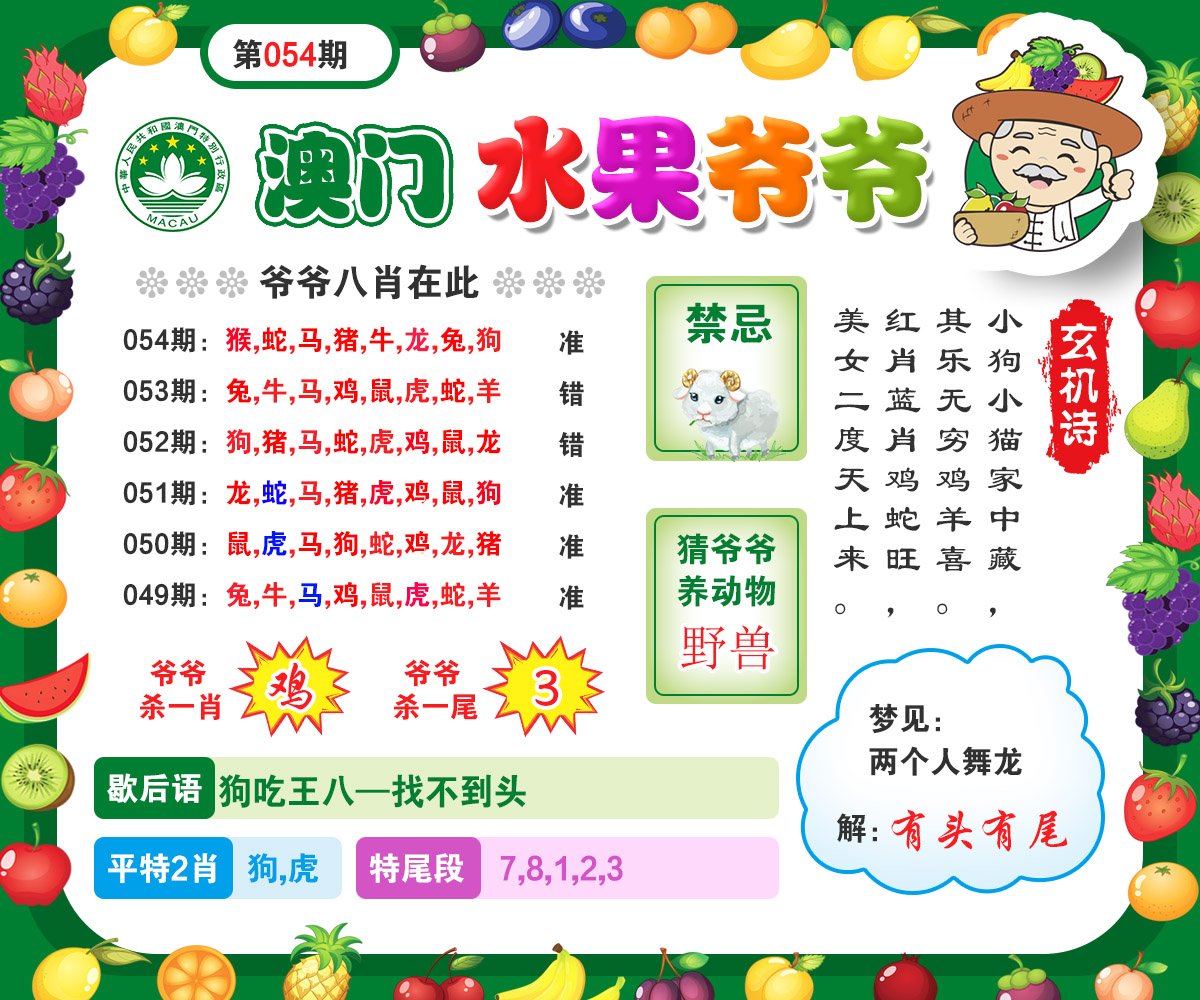 第054期
中華人民共和國澳門特別行政區
MACAU
澳门 水果爷爷
爷爷八肖在此
054期: 猴,蛇,马,猪,牛,龙,兔,狗 准
053期: 兔,牛,马,鸡,鼠,虎,蛇,羊 错
052期: 狗,猪,马,蛇,虎,鸡,鼠,龙 错
051期: 龙,蛇,马,猪,虎,鸡,鼠,狗 准
050期: 鼠,虎,马,狗,蛇,鸡,龙,猪 准
049期: 兔,牛,马,鸡,鼠,虎,蛇,羊 准
爷爷
杀一肖
鸡
爷爷
杀一尾
3
禁忌
猜爷爷
养动物
野兽
玄机诗
小狗小猫家中藏,
其乐无穷鸡羊喜。
红肖蓝肖鸡蛇旺,
美女二度天上来。
歇后语 狗吃王八—找不到头
平特2肖 狗,虎
特尾段 7,8,1,2,3
梦见:
两个人舞龙
解: 有头有尾